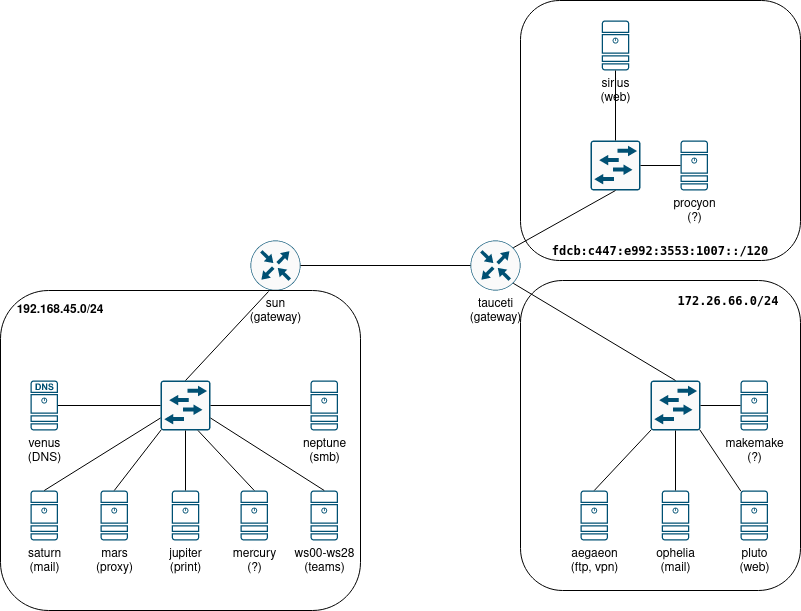 sirius
(web)
procyon
(?)
fdcb:c447:e992:3553:1007::/120
sun
(gateway)
tauceti
(gateway)
192.168.45.0/24
172.26.66.0/24
DNS
venus
(DNS)
neptune
(smb)
saturn
(mail)
mars
(proxy)
jupiter
(print)
mercury
(?)
ws00-ws28
(teams)
makemake
(?)
aegaeon
(ftp, vpn)
ophelia
(mail)
pluto
(web)